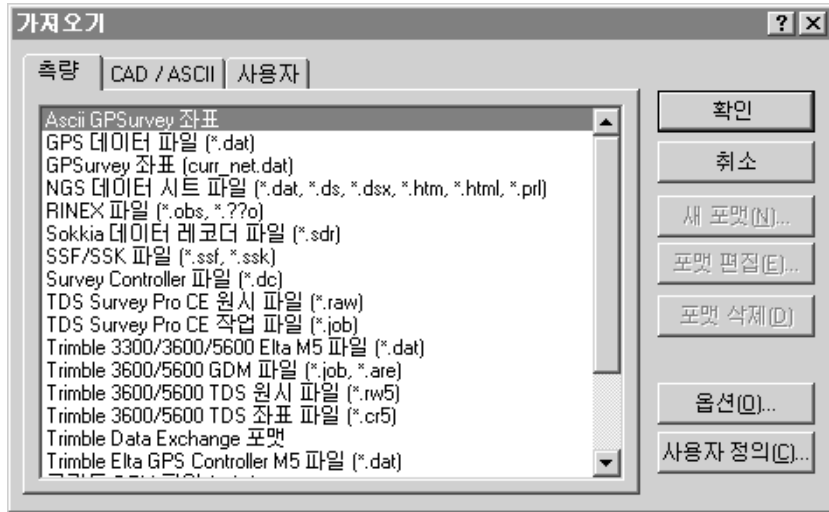 가져오기
측량
CAD / ASCII
사용자
Ascii GPSurvey 좌표
GPS 데이터 파일 (*.dat)
GPSurvey 좌표 (curr_net.dat)
NGS 데이터 시트 파일 (*.dat, *.ds, *.dsx, *.htm, *.html, *.prl)
RINEX 파일 (*.obs, *.??o)
Sokkia 데이터 레코더 파일 (*.sdr)
SSF/SSK 파일 (*.ssf, *.ssk)
Survey Controller 파일 (*.dc)
TDS Survey Pro CE 원시 파일 (*.raw)
TDS Survey Pro CE 작업 파일 (*.job)
Trimble 3300/3600/5600 Elta M5 파일 (*.dat)
Trimble 3600/5600 GDM 파일 (*.job, *.are)
Trimble 3600/5600 TDS 원시 파일 (*.rw5)
Trimble 3600/5600 TDS 좌표 파일 (*.cr5)
Trimble Data Exchange 포맷
Trimble Elta GPS Controller M5 파일 (*.dat)
확인
취소
새 포맷(N)...
포맷 편집(E)...
포맷 삭제(D)
옵션(O)...
사용자 정의(C)...